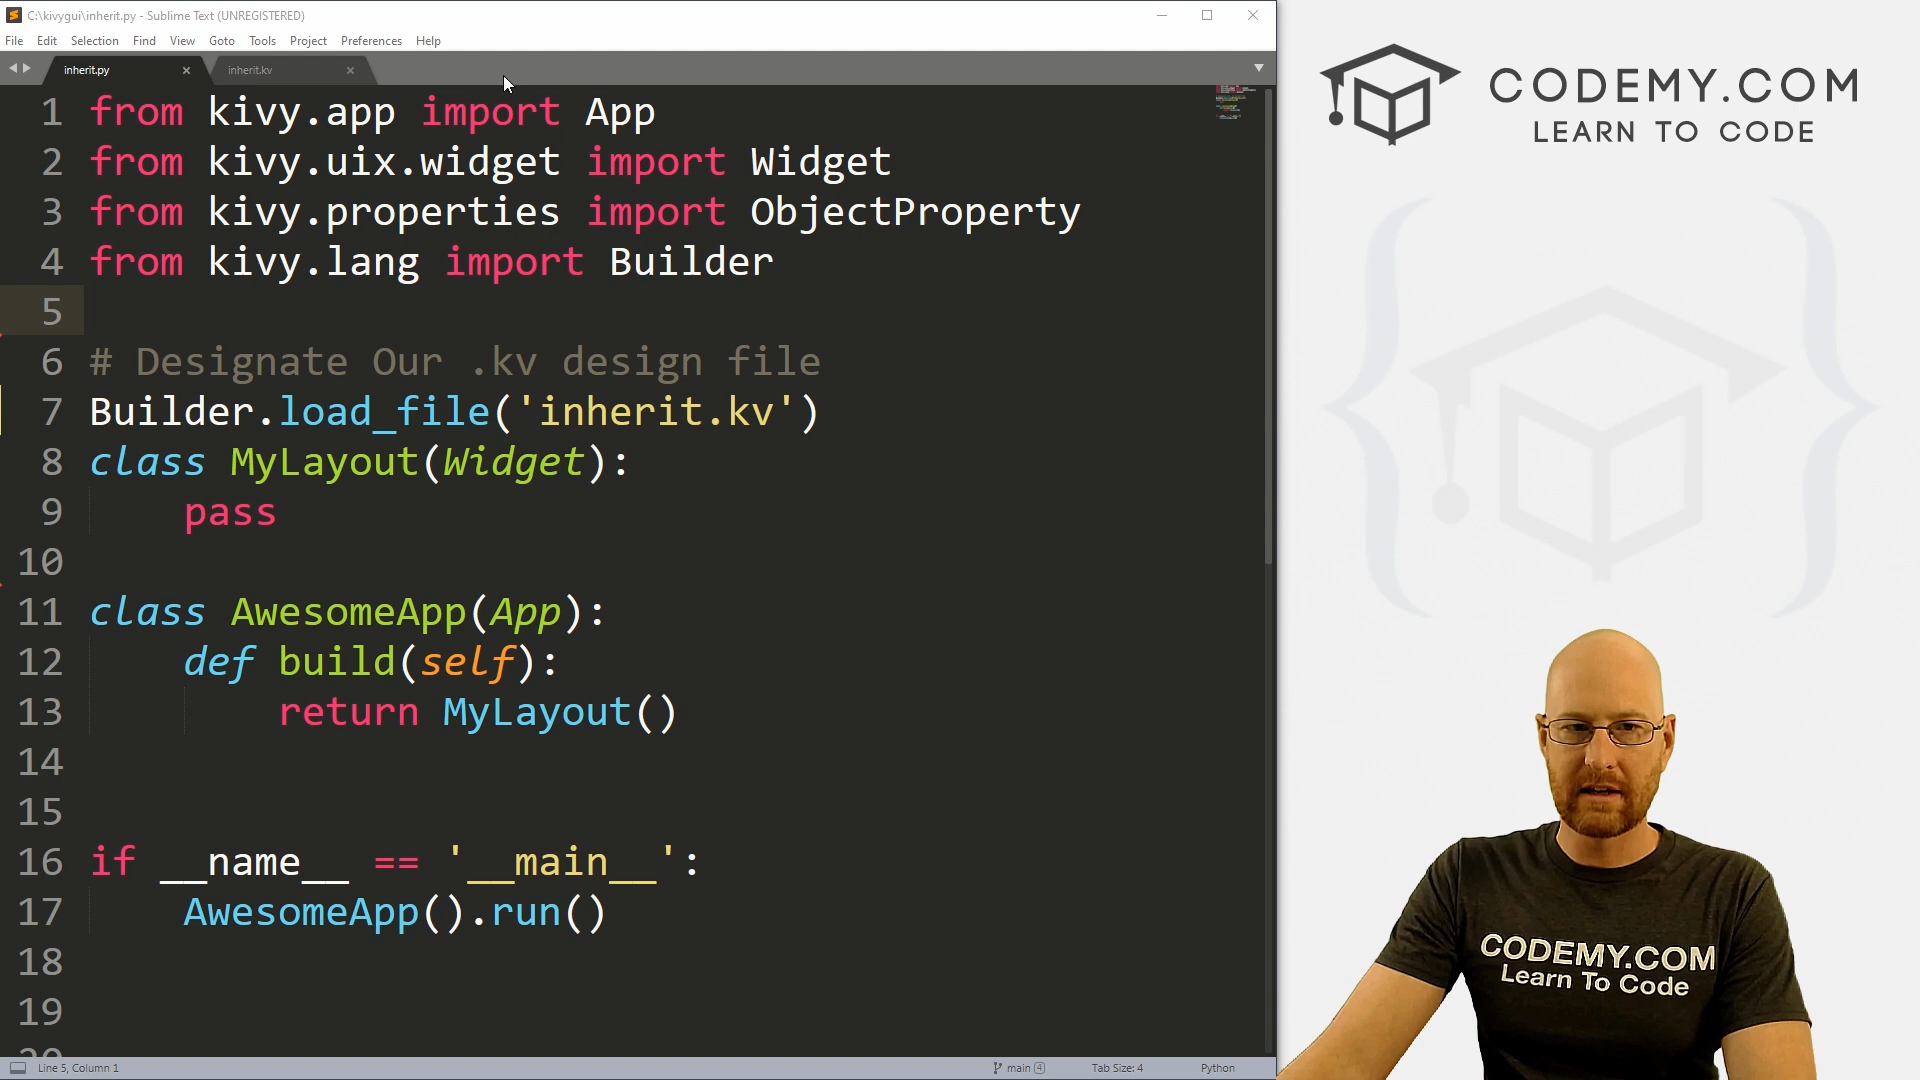 C:\kivygui\inherit.py - Sublime Text (UNREGISTERED)
File Edit Selection Find View Goto Tools Project Preferences Help
inherit.py inherit.kv
1 from kivy.app import App
2 from kivy.uix.widget import Widget
3 from kivy.properties import ObjectProperty
4 from kivy.lang import Builder
5
6 # Designate Our .kv design file
7 Builder.load_file('inherit.kv')
8 class MyLayout(Widget):
9 pass
10
11 class AwesomeApp(App):
12 def build(self):
13 return MyLayout()
14
15
16 if __name__ == '__main__':
17 AwesomeApp().run()
18
19
20
Line 5, Column 1 main 4 Tab Size: 4 Python
CODEMY.COM
LEARN TO CODE
CODEMY.COM
Learn To Code